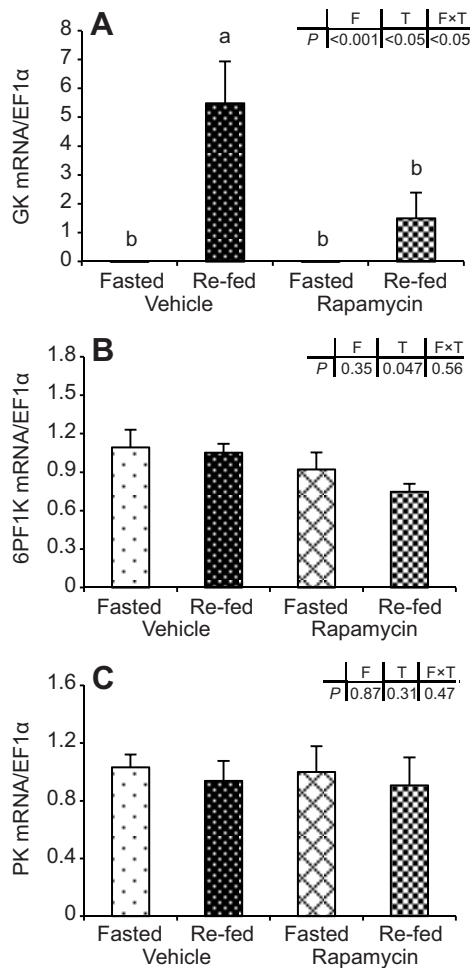 A
F T F×T
P <0.001 <0.05 <0.05
GK mRNA/EF1α
8
7
6
5
4
3
2
1
0
b a b b
Fasted Re-fed Fasted Re-fed
Vehicle Rapamycin
B
F T F×T
P 0.35 0.047 0.56
6PF1K mRNA/EF1α
1.8
1.5
1.2
0.9
0.6
0.3
0
Fasted Re-fed Fasted Re-fed
Vehicle Rapamycin
C
F T F×T
P 0.87 0.31 0.47
PK mRNA/EF1α
1.6
1.2
0.8
0.4
0
Fasted Re-fed Fasted Re-fed
Vehicle Rapamycin